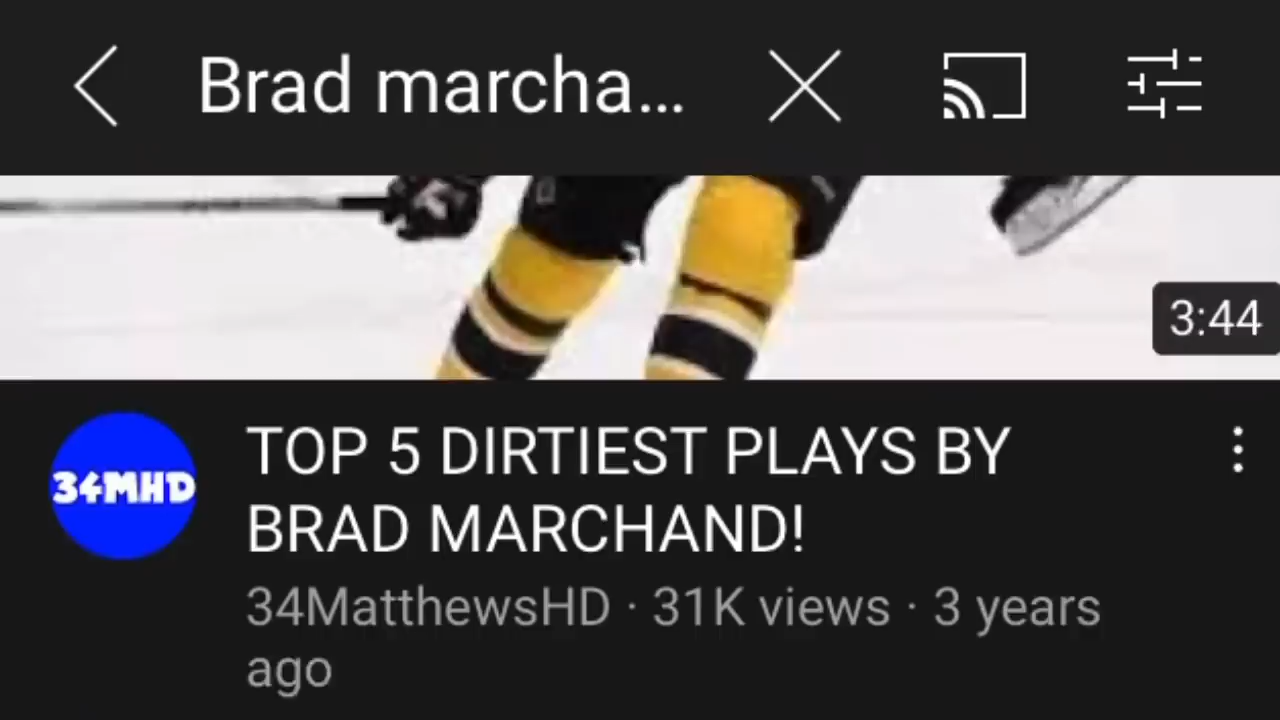 Brad marcha...
3:44
34MHD
TOP 5 DIRTIEST PLAYS BY
BRAD MARCHAND!
34MatthewsHD · 31K views · 3 years
ago